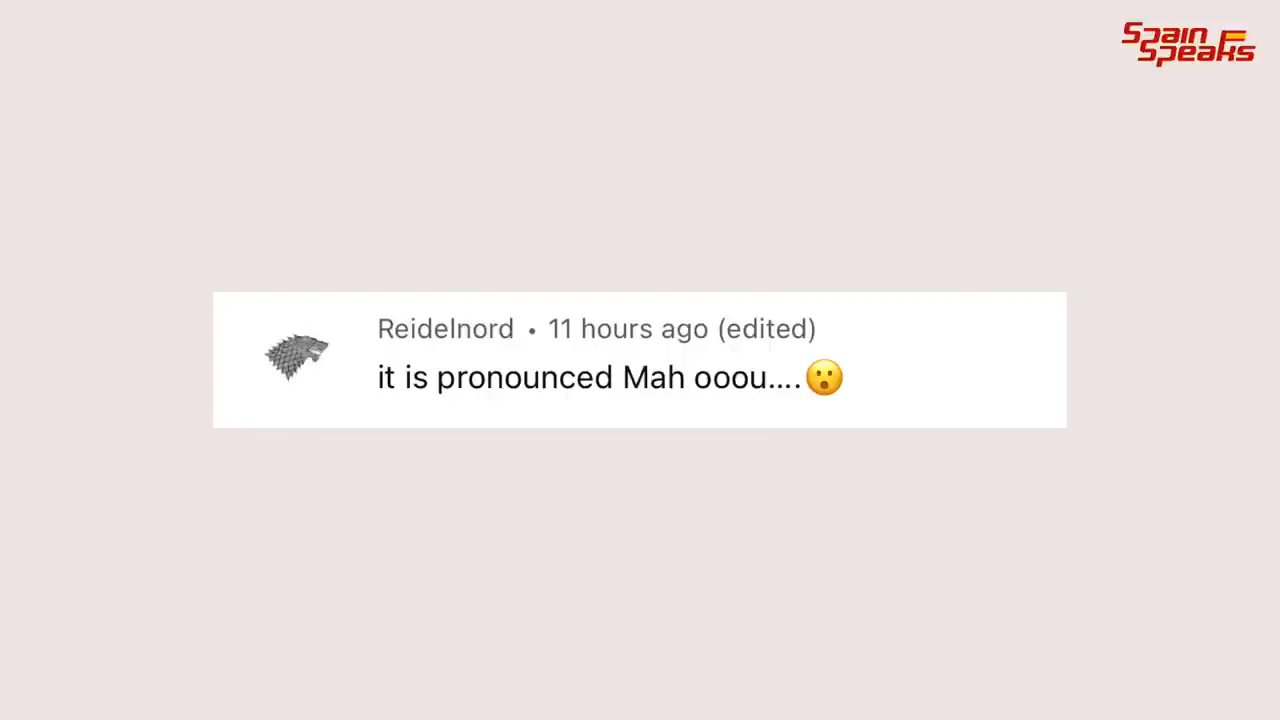 Spain
Speaks
Reidelnord • 11 hours ago (edited)
it is pronounced Mah ooou....😮